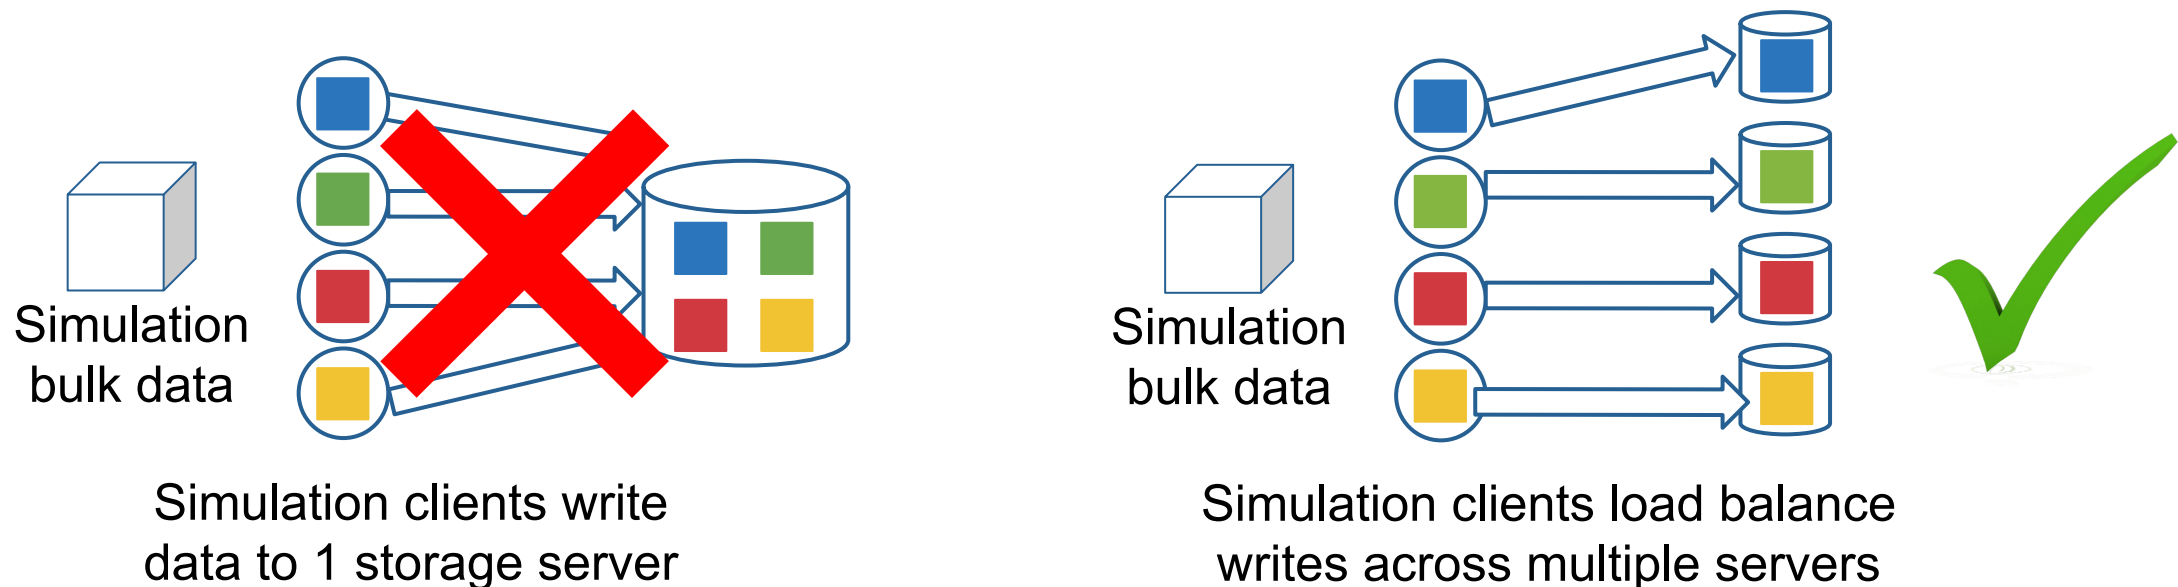 Simulation
bulk data
Simulation clients write
data to 1 storage server
Simulation
bulk data
Simulation clients load balance
writes across multiple servers